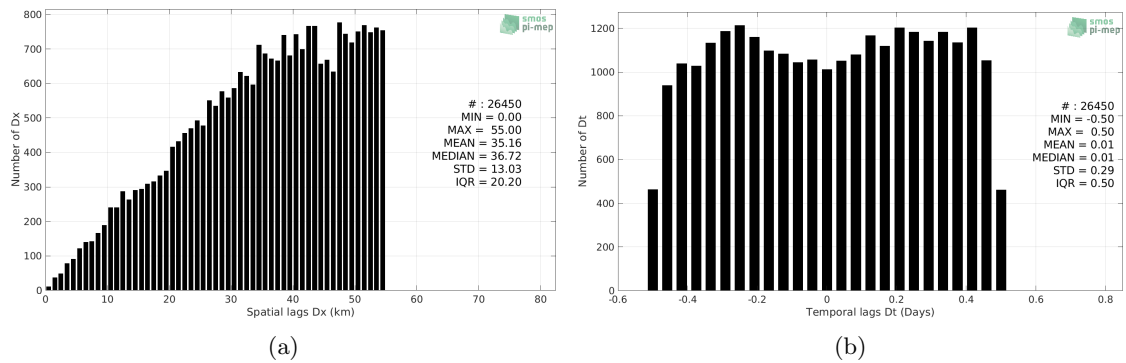 800
700
600
500
400
300
200
100
0
Number of Dx
smos
pi-mep
# : 26450
MIN = 0.00
MAX = 55.00
MEAN = 35.16
MEDIAN = 36.72
STD = 13.03
IQR = 20.20
0 10 20 30 40 50 60 70 80
Spatial lags Dx (km)
(a)
1200
1000
800
600
400
200
0
Number of Dt
smos
pi-mep
# : 26450
MIN = -0.50
MAX = 0.50
MEAN = 0.01
MEDIAN = 0.01
STD = 0.29
IQR = 0.50
-0.6 -0.4 -0.2 0 0.2 0.4 0.6 0.8
Temporal lags Dt (Days)
(b)